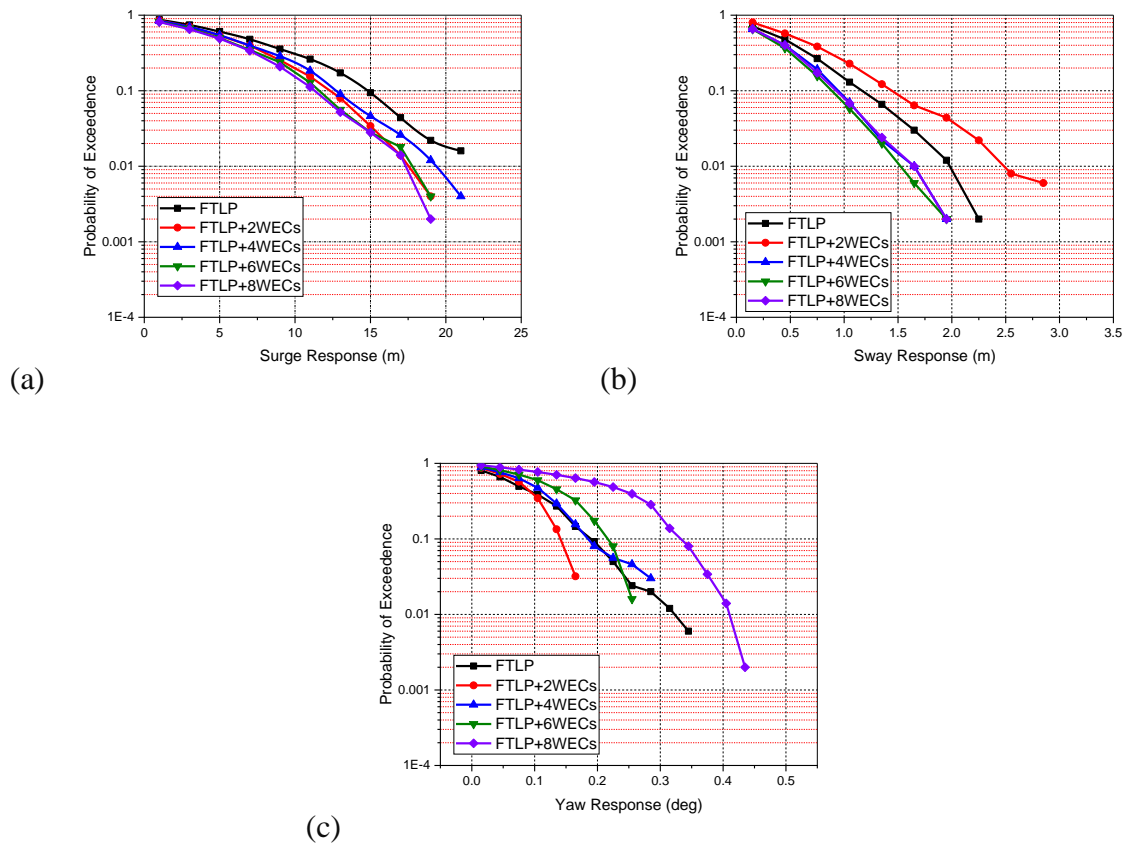 1
0.1
0.01
0.001
1E-4
Probability of Exceedence
FTLP
FTLP+2WECs
FTLP+4WECs
FTLP+6WECs
FTLP+8WECs
0 5 10 15 20 25
Surge Response (m)
(a)
1
0.1
0.01
0.001
1E-4
Probability of Exceedence
FTLP
FTLP+2WECs
FTLP+4WECs
FTLP+6WECs
FTLP+8WECs
0.0 0.5 1.0 1.5 2.0 2.5 3.0 3.5
Sway Response (m)
(b)
1
0.1
0.01
0.001
1E-4
Probability of Exceedence
FTLP
FTLP+2WECs
FTLP+4WECs
FTLP+6WECs
FTLP+8WECs
0.0 0.1 0.2 0.3 0.4 0.5
Yaw Response (deg)
(c)